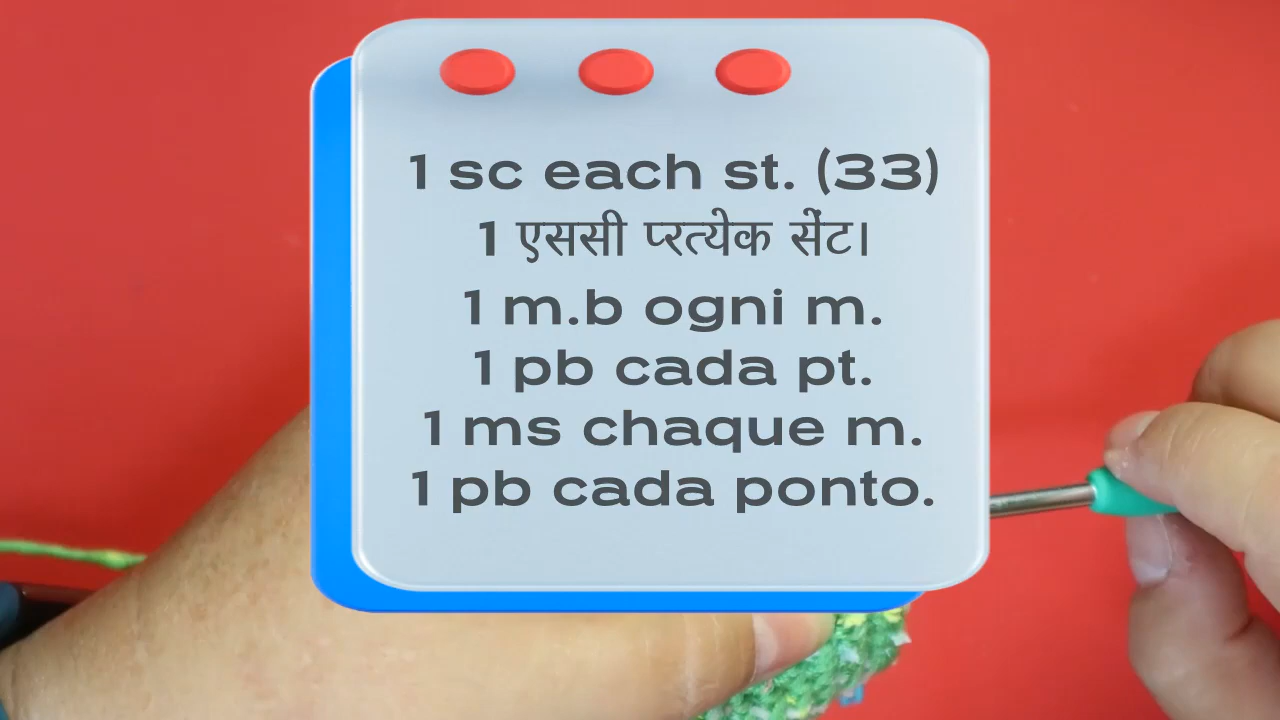 1 sc each st. (33)
1 एससी प्रत्येक सेंट।
1 m.b ogni m.
1 pb cada pt.
1 ms chaque m.
1 pb cada ponto.